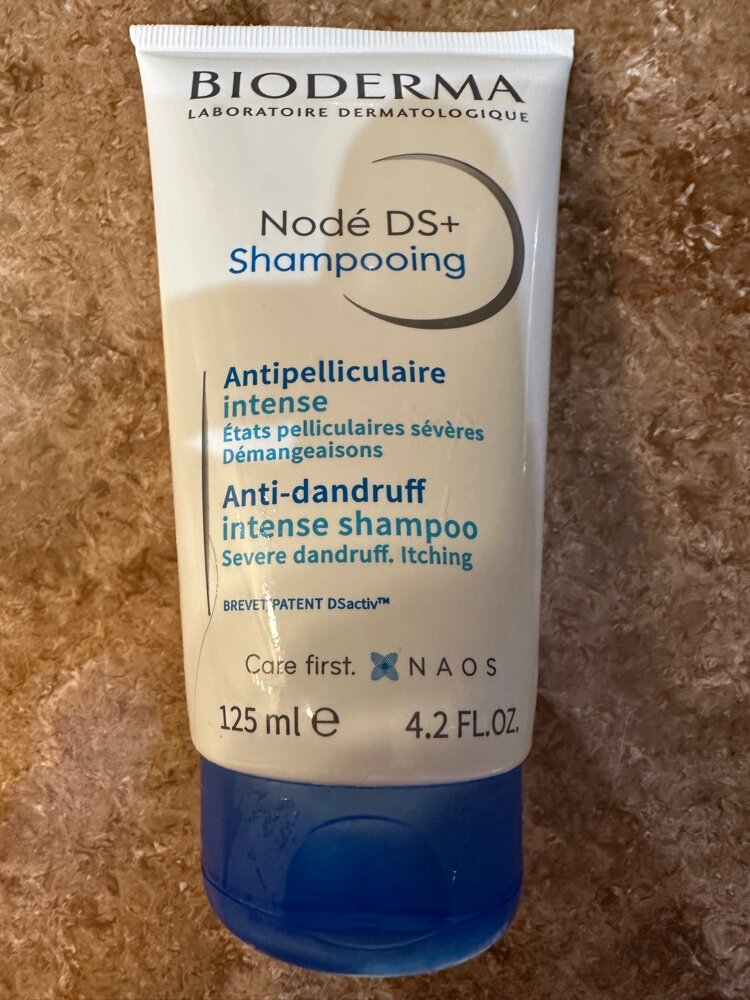 BIODERMA
LABORATOIRE DERMATOLOGIQUE
Nodé DS+
Shampooing
Antipelliculaire
intense
États pelliculaires sévères
Démangeaisons
Anti-dandruff
intense shampoo
Severe dandruff. Itching
BREVET/PATENT DSactiv™
Care first. NAOS
125 ml ℮ 4.2 FL.OZ.